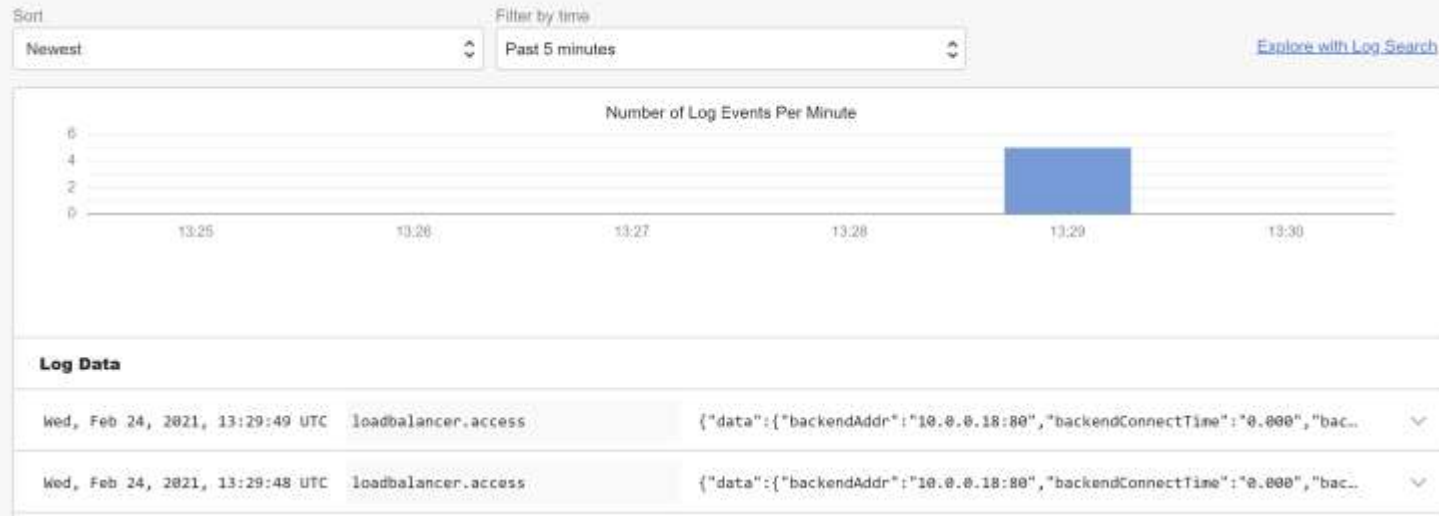 Sort Filter by time
Newest Past 5 minutes Explore with Log Search
Number of Log Events Per Minute
6
4
2
0
13:25 13:26 13:27 13:28 13:29 13:30
Log Data
Wed, Feb 24, 2021, 13:29:49 UTC loadbalancer.access {"data":{"backendAddr":"10.0.0.18:80","backendConnectTime":"0.000","bac…
Wed, Feb 24, 2021, 13:29:48 UTC loadbalancer.access {"data":{"backendAddr":"10.0.0.18:80","backendConnectTime":"0.000","bac…